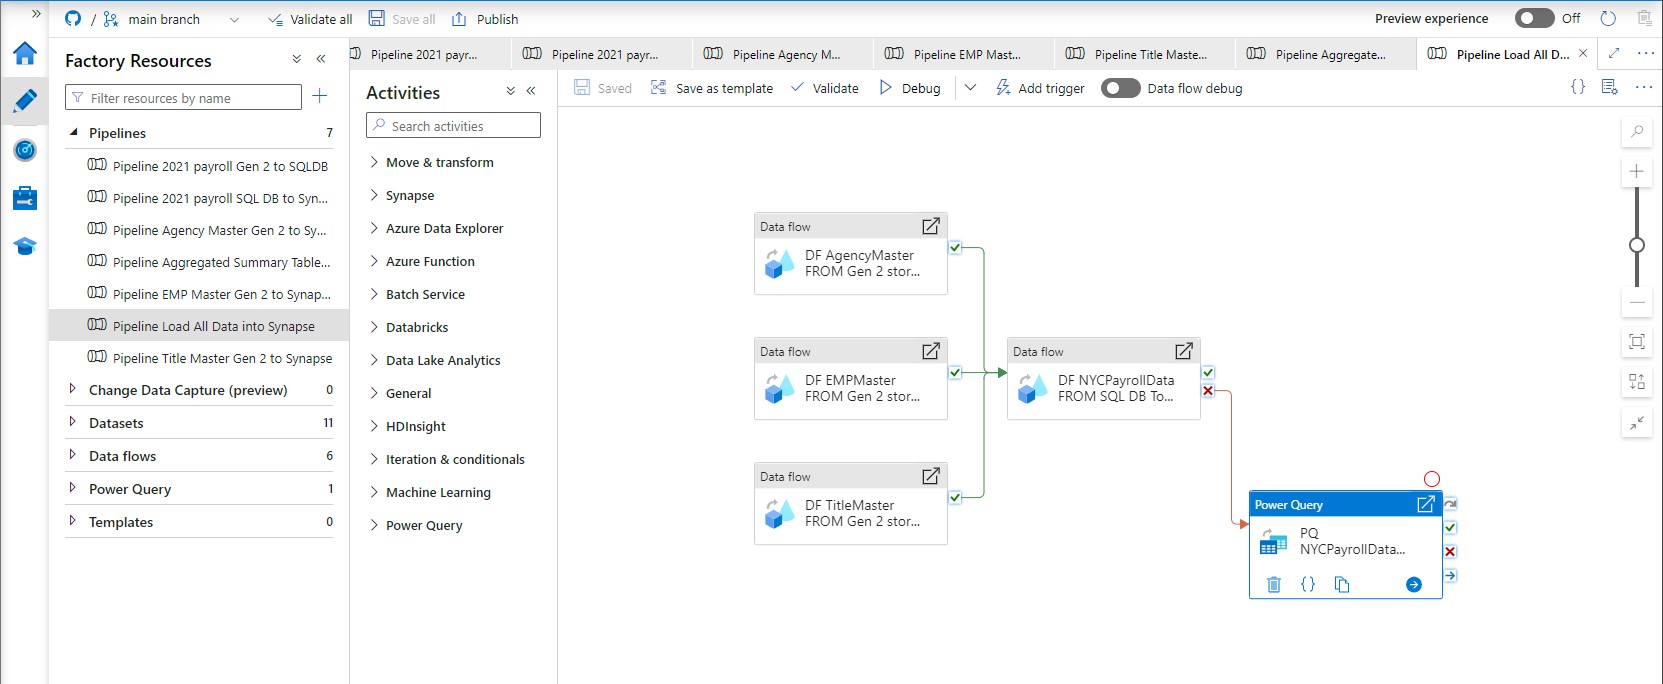 / main branch
Validate all
Save all
Publish
Preview experience
Off
Factory Resources
Filter resources by name
Pipelines 7
Pipeline 2021 payroll Gen 2 to SQLDB
Pipeline 2021 payroll SQL DB to Syn...
Pipeline Agency Master Gen 2 to Sy...
Pipeline Aggregated Summary Table...
Pipeline EMP Master Gen 2 to Synap...
Pipeline Load All Data into Synapse
Pipeline Title Master Gen 2 to Synapse
Change Data Capture (preview) 0
Datasets 11
Data flows 6
Power Query 1
Templates 0
Pipeline 2021 payr...
Pipeline 2021 payr...
Pipeline Agency M...
Pipeline EMP Mast...
Pipeline Title Maste...
Pipeline Aggregate...
Pipeline Load All D...
Activities
Search activities
Move & transform
Synapse
Azure Data Explorer
Azure Function
Batch Service
Databricks
Data Lake Analytics
General
HDInsight
Iteration & conditionals
Machine Learning
Power Query
Saved
Save as template
Validate
Debug
Add trigger
Data flow debug
Data flow
DF AgencyMaster
FROM Gen 2 stor...
Data flow
DF EMPMaster
FROM Gen 2 stor...
Data flow
DF TitleMaster
FROM Gen 2 stor...
Data flow
DF NYCPayrollData
FROM SQL DB To...
Power Query
PQ
NYCPayrollData...